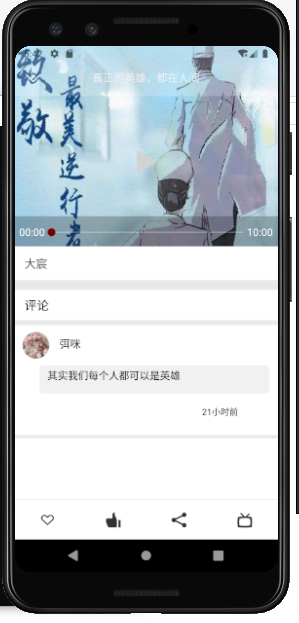 真正的英雄，都在人间
致敬
最美逆行者
00:00
10:00
大宸
评论
弭咪
其实我们每个人都可以是英雄
21小时前